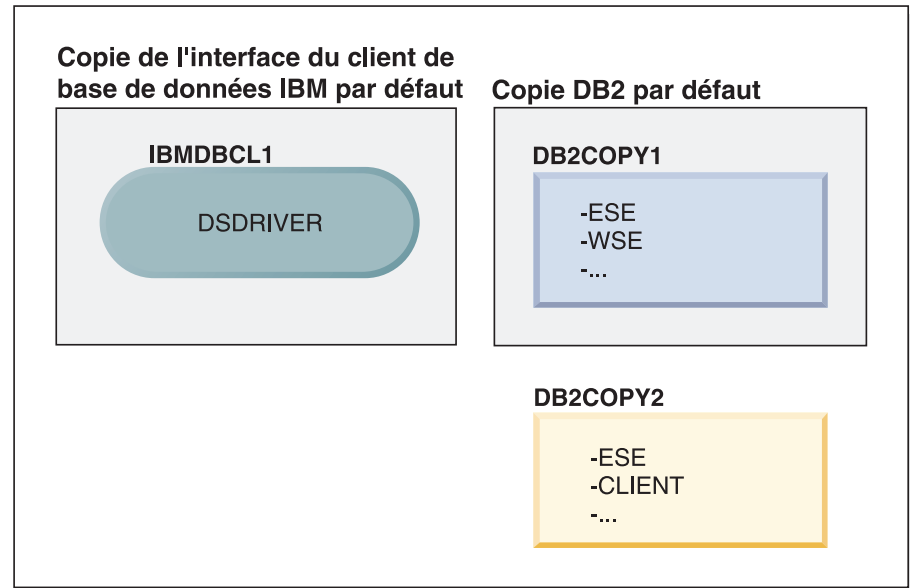 Copie de l'interface du client de
base de données IBM par défaut
IBMDBCL1
DSDRIVER
Copie DB2 par défaut
DB2COPY1
-ESE
-WSE
-...
DB2COPY2
-ESE
-CLIENT
-...